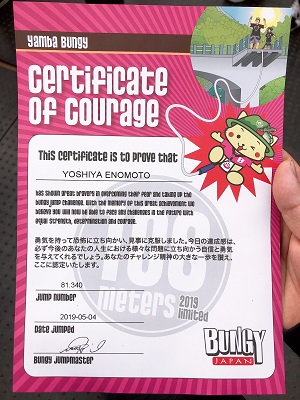 Yamba Bungy
Certificate
of Courage
This certificate is to prove that
YOSHIYA ENOMOTO
has shown great bravery in overcoming their fear and taking up the
bungy jump challenge. With the memory of this great achievement we
believe you will now be able to face any challenges in the future with
equal strength, determination and courage.
勇気を持って恐怖に立ち向かい、見事に克服しました。今日の達成感は、
必ず今後のあなたの人生における様々な問題に立ち向かう自信と勇気
を与えてくれるでしょう。あなたのチャレンジ精神の大きな一歩を讃え、
ここに認定いたします。
81.340
Jump number
2019-05-04
Date Jumped
Bungy Jumpmaster
meters
2019
limited
BUNGY
JAPAN